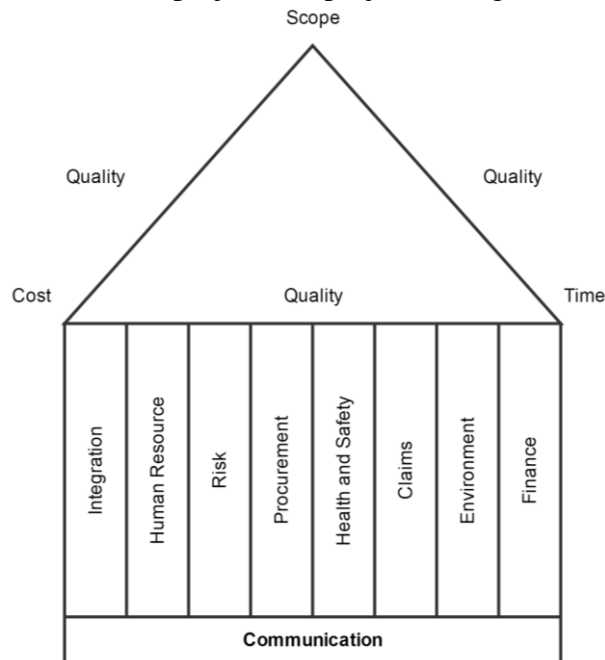 Scope
Quality
Quality
Cost
Quality
Time
Integration
Human Resource
Risk
Procurement
Health and Safety
Claims
Environment
Finance
Communication